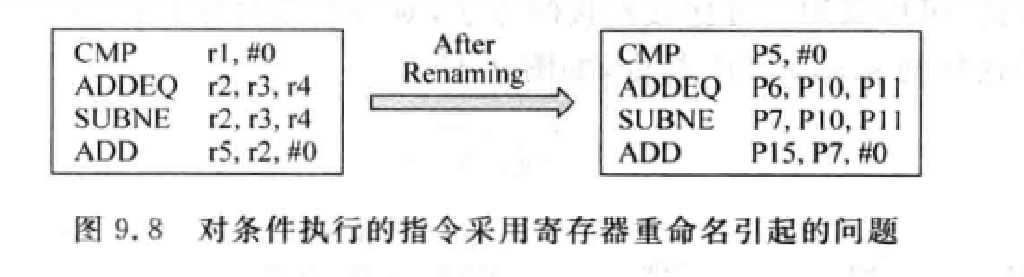 CMP r1, #0
ADDEQ r2, r3, r4
SUBNE r2, r3, r4
ADD r5, r2, #0
After
Renaming
CMP P5, #0
ADDEQ P6, P10, P11
SUBNE P7, P10, P11
ADD P15, P7, #0
图 9.8 对条件执行的指令采用寄存器重命名引起的问题